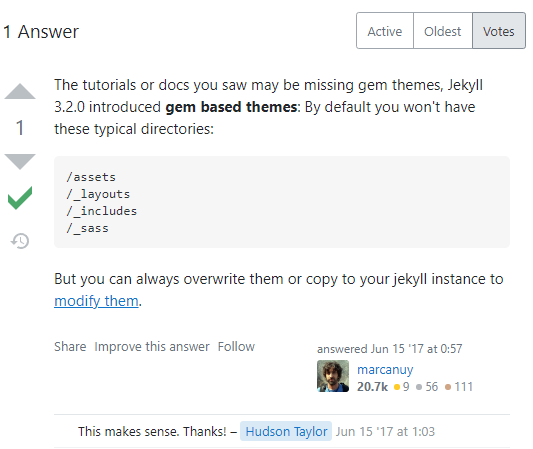 1 Answer
Active Oldest Votes
The tutorials or docs you saw may be missing gem themes, Jekyll
3.2.0 introduced gem based themes: By default you won't have
1
these typical directories:
/assets
/_layouts
/_includes
/_sass
But you can always overwrite them or copy to your jekyll instance to
modify them.
Share Improve this answer Follow
answered Jun 15 '17 at 0:57
marcanuy
20.7k 9 56 111
This makes sense. Thanks! – Hudson Taylor Jun 15 '17 at 1:03